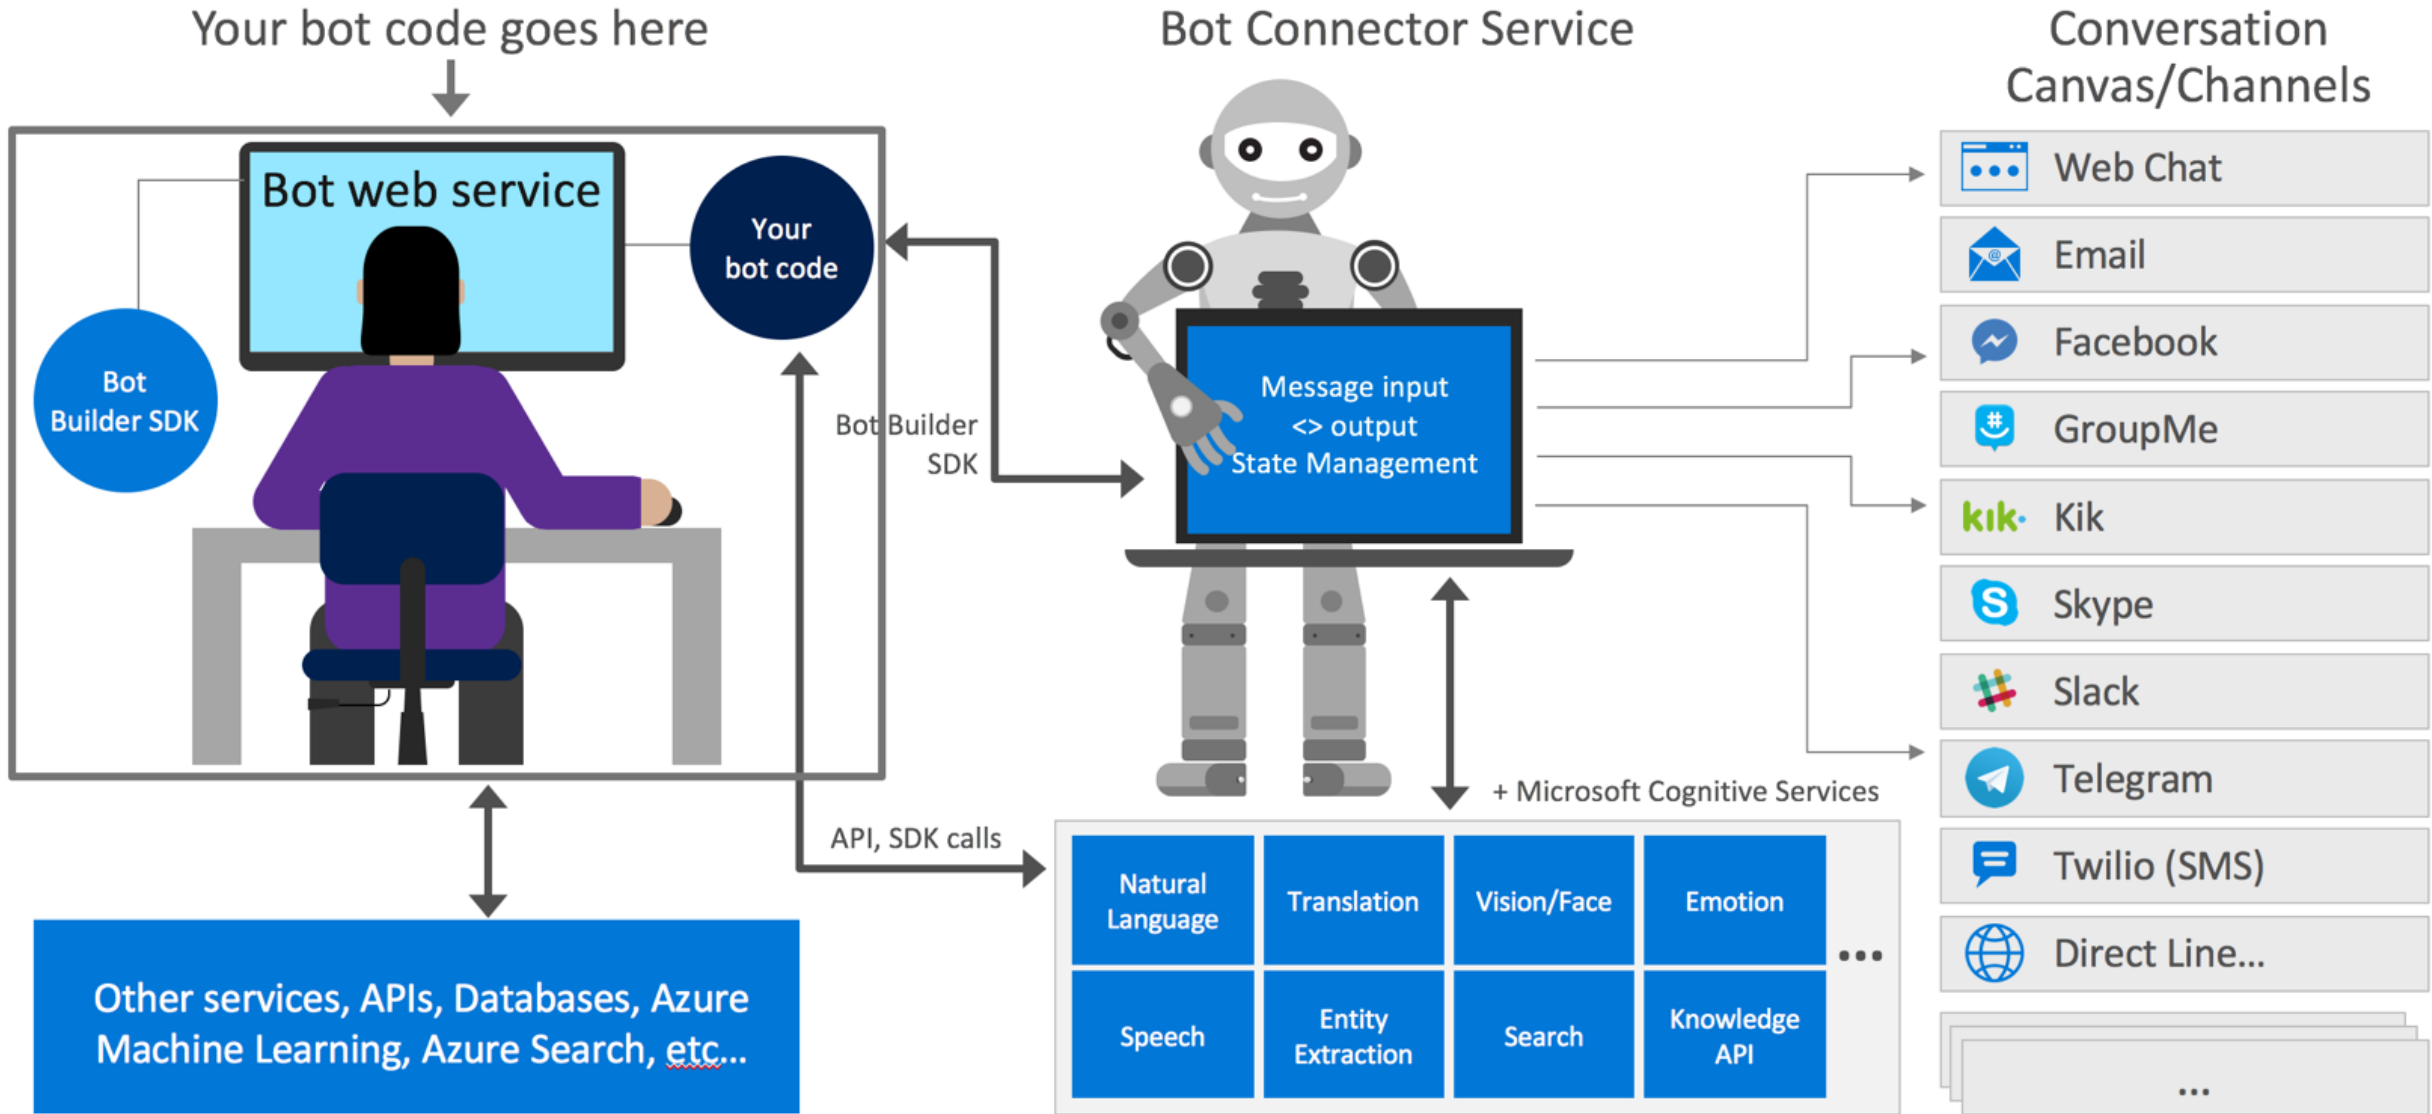 Your bot code goes here
Bot web service
Your
bot code
Bot
Builder SDK
Bot Builder
SDK
API, SDK calls
Other services, APIs, Databases, Azure
Machine Learning, Azure Search, etc...
Bot Connector Service
Message input
<> output
State Management
+ Microsoft Cognitive Services
Natural
Language
Translation
Vision/Face
Emotion
...
Speech
Entity
Extraction
Search
Knowledge
API
Conversation
Canvas/Channels
Web Chat
@
Email
Facebook
#
GroupMe
kik.
Kik
S
Skype
Slack
Telegram
Twilio (SMS)
Direct Line...
...